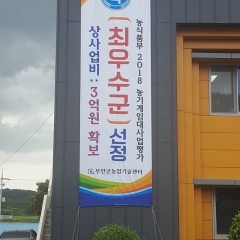 농식품부 2018 농기계임대사업평가
[최우수군] 선정
상사업비 : 3억원 확보
부안군농업기술센터